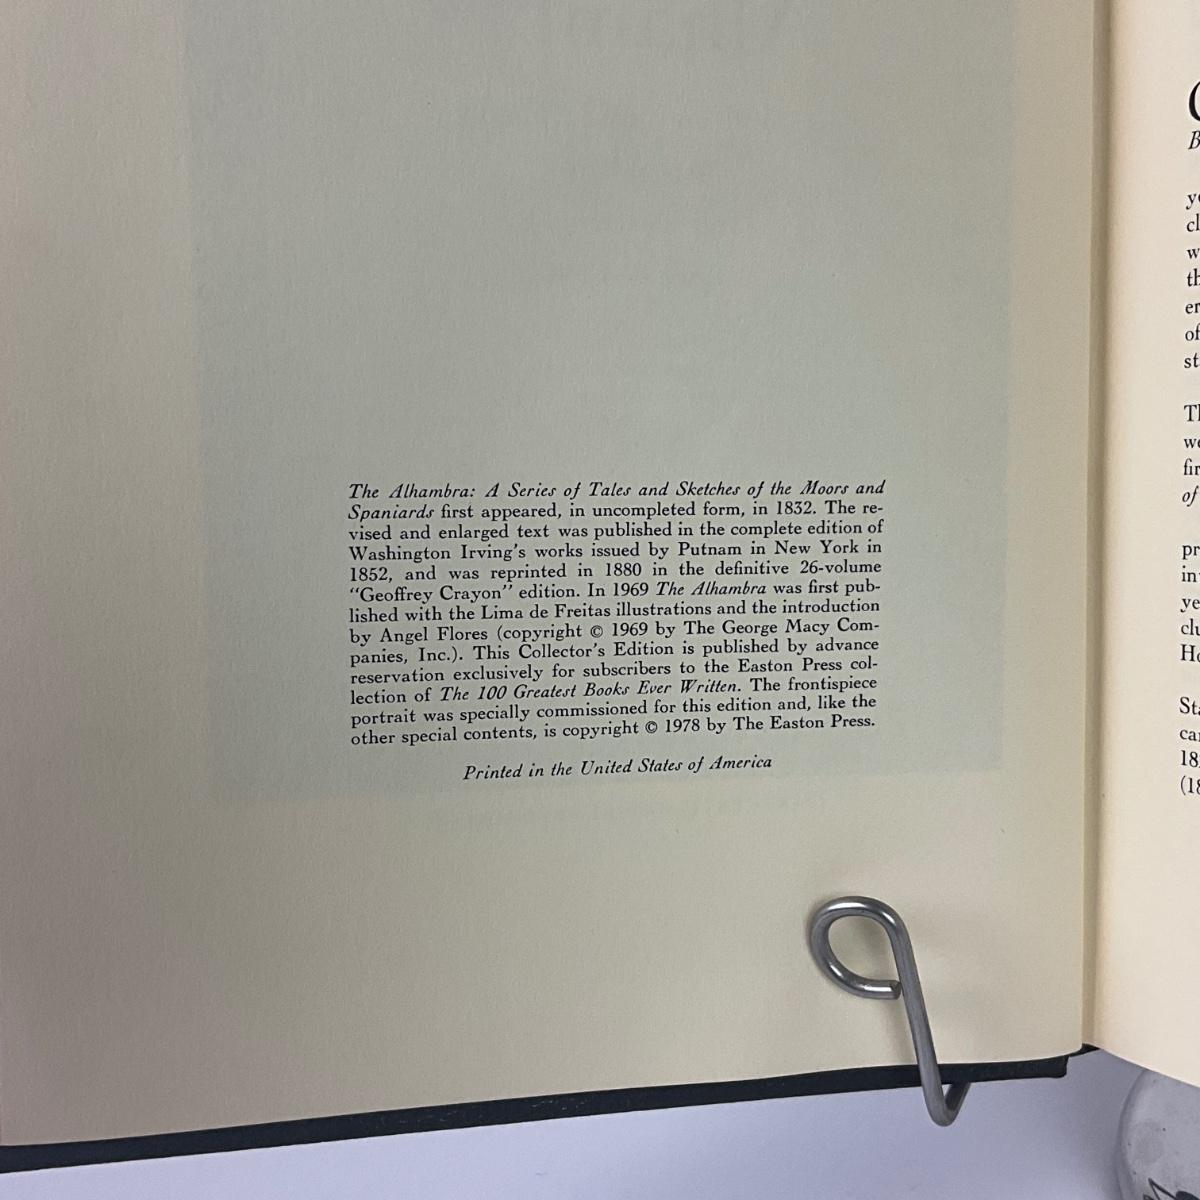 The Alhambra: A Series of Tales and Sketches of the Moors and
Spaniards first appeared, in uncompleted form, in 1832. The re-
vised and enlarged text was published in the complete edition of
Washington Irving's works issued by Putnam in New York in
1852, and was reprinted in 1880 in the definitive 26-volume
"Geoffrey Crayon" edition. In 1969 The Alhambra was first pub-
lished with the Lima de Freitas illustrations and the introduction
by Angel Flores (copyright © 1969 by The George Macy Com-
panies, Inc.). This Collector's Edition is published by advance
reservation exclusively for subscribers to the Easton Press col-
lection of The 100 Greatest Books Ever Written. The frontispiece
portrait was specially commissioned for this edition and, like the
other special contents, is copyright © 1978 by The Easton Press.
Printed in the United States of America